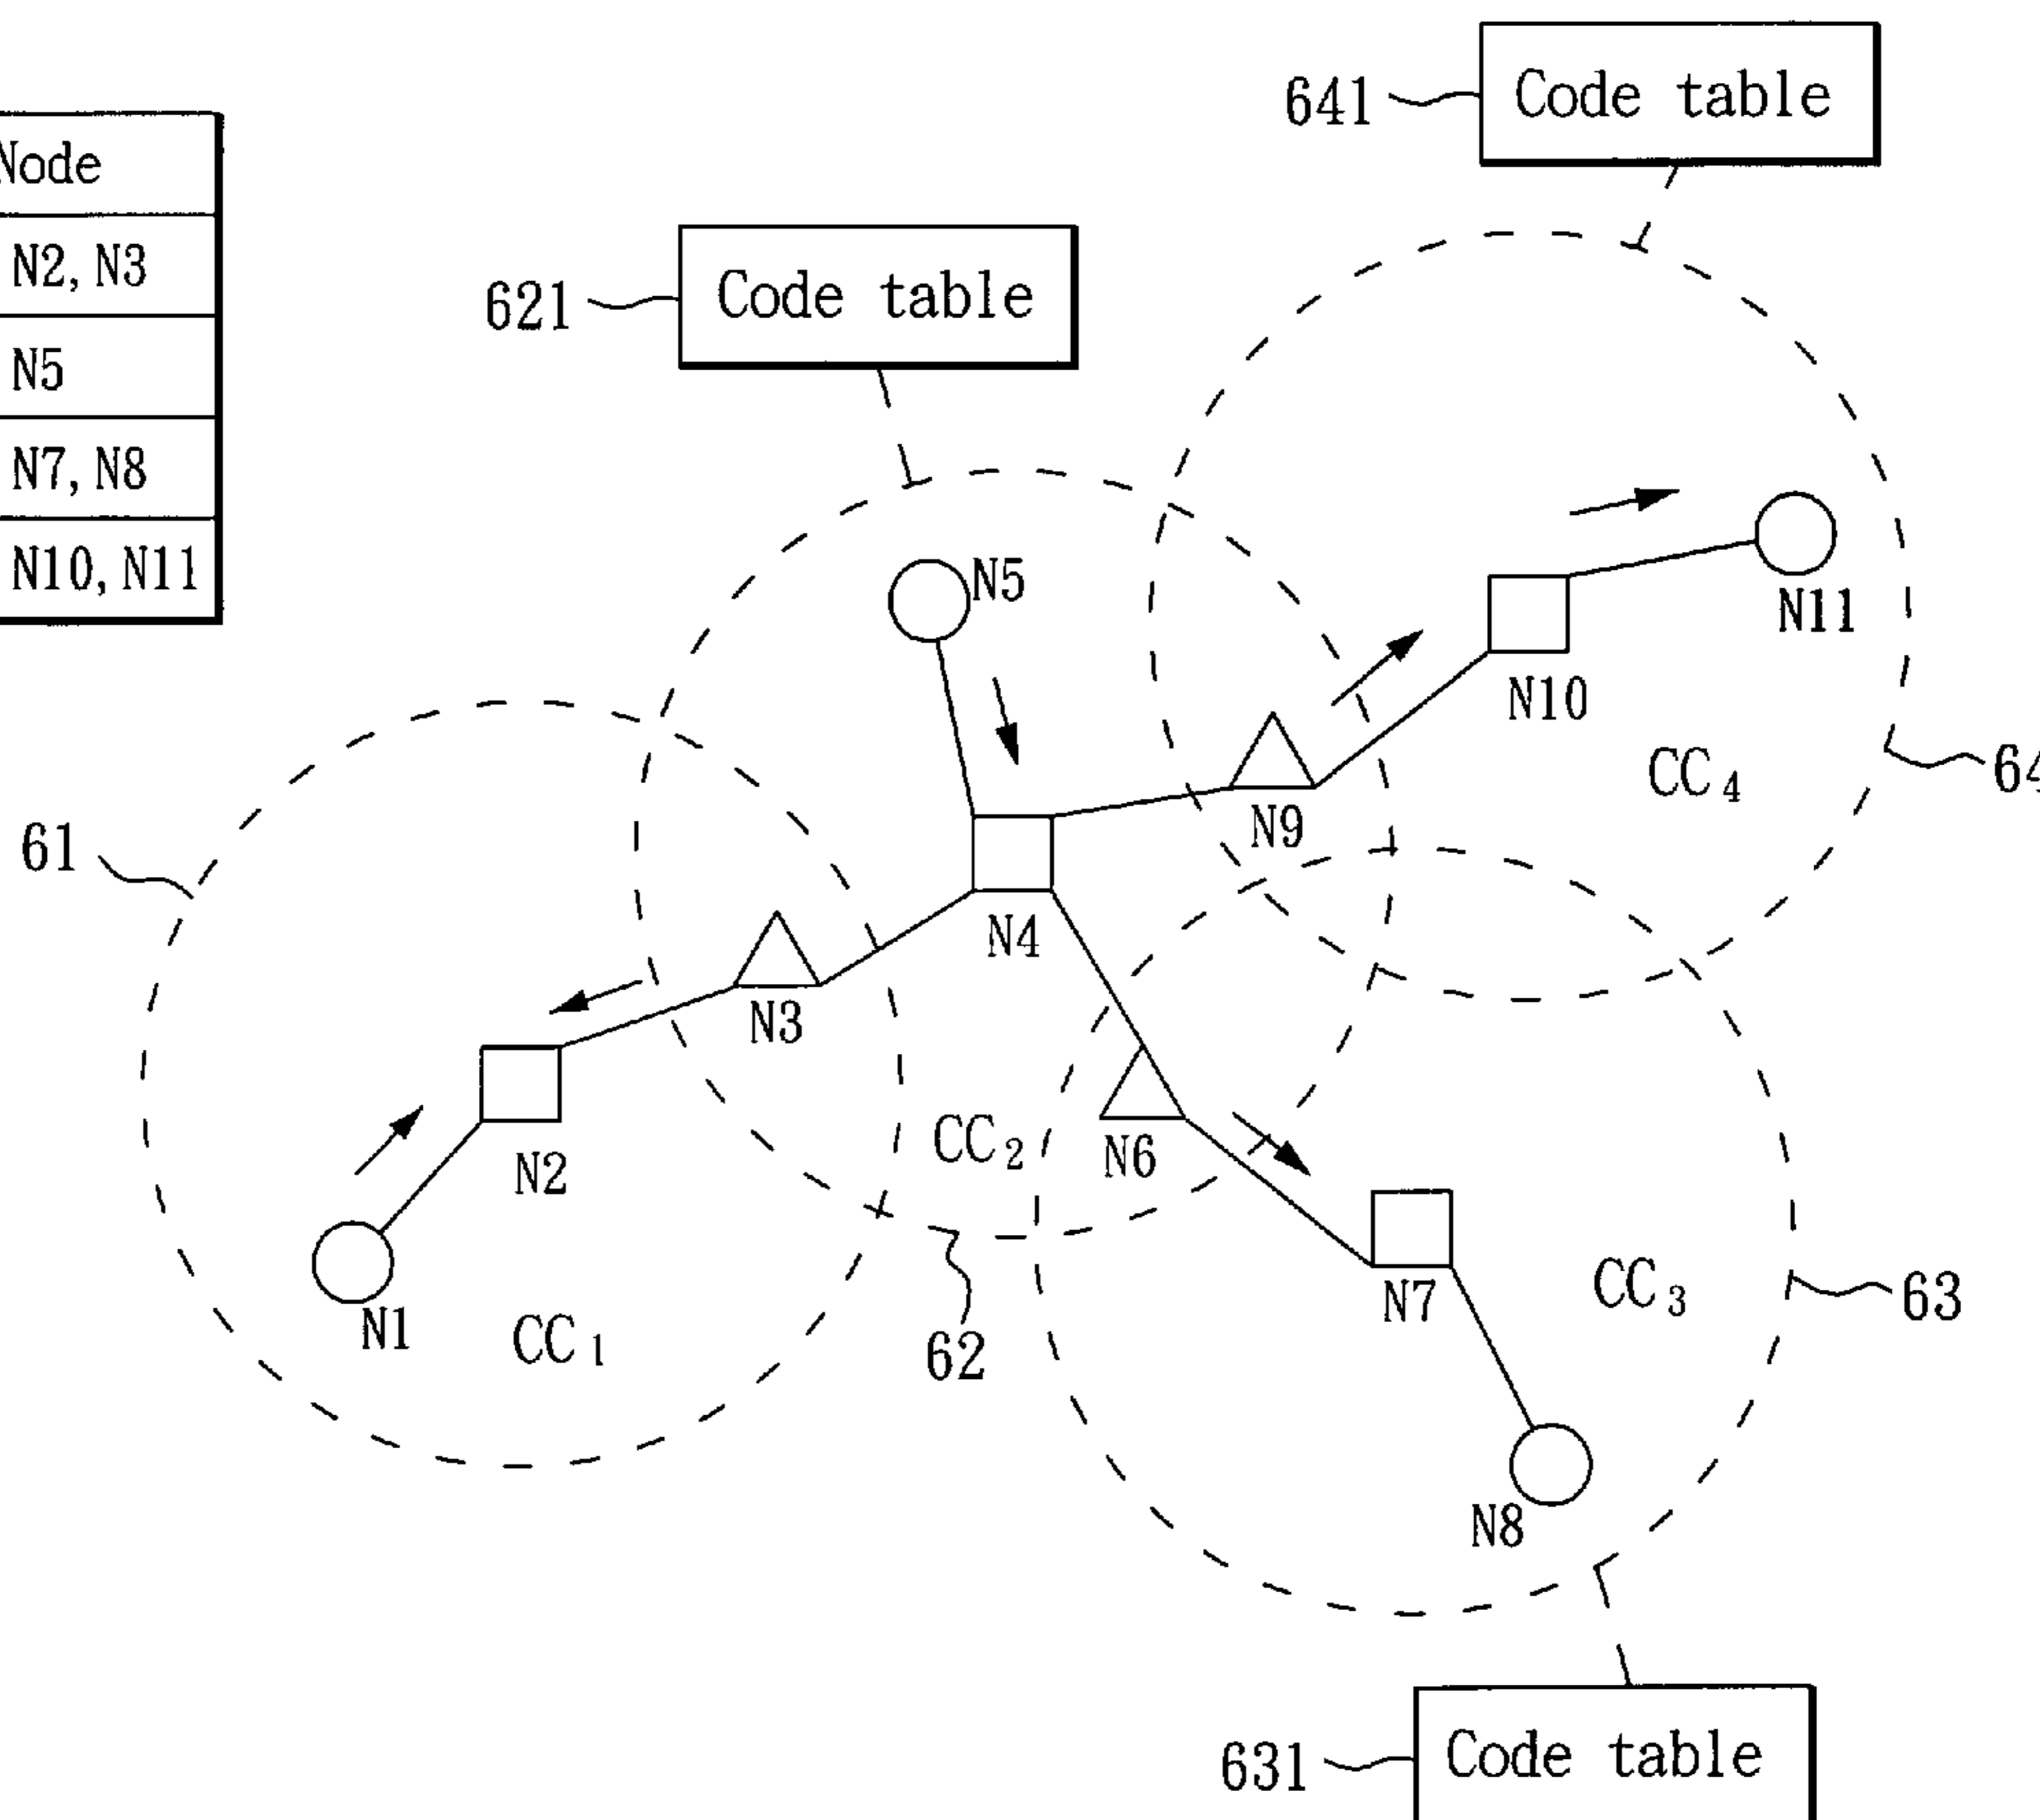 641
Code table
Node
N2, N3
621
Code table
N5
N7, N8
N10, N11
N5
N11
N10
CC4
61
N9
N4
N3
CC2
N6
N2
CC3
63
N7
N1
CC1
62
N8
631
Code table